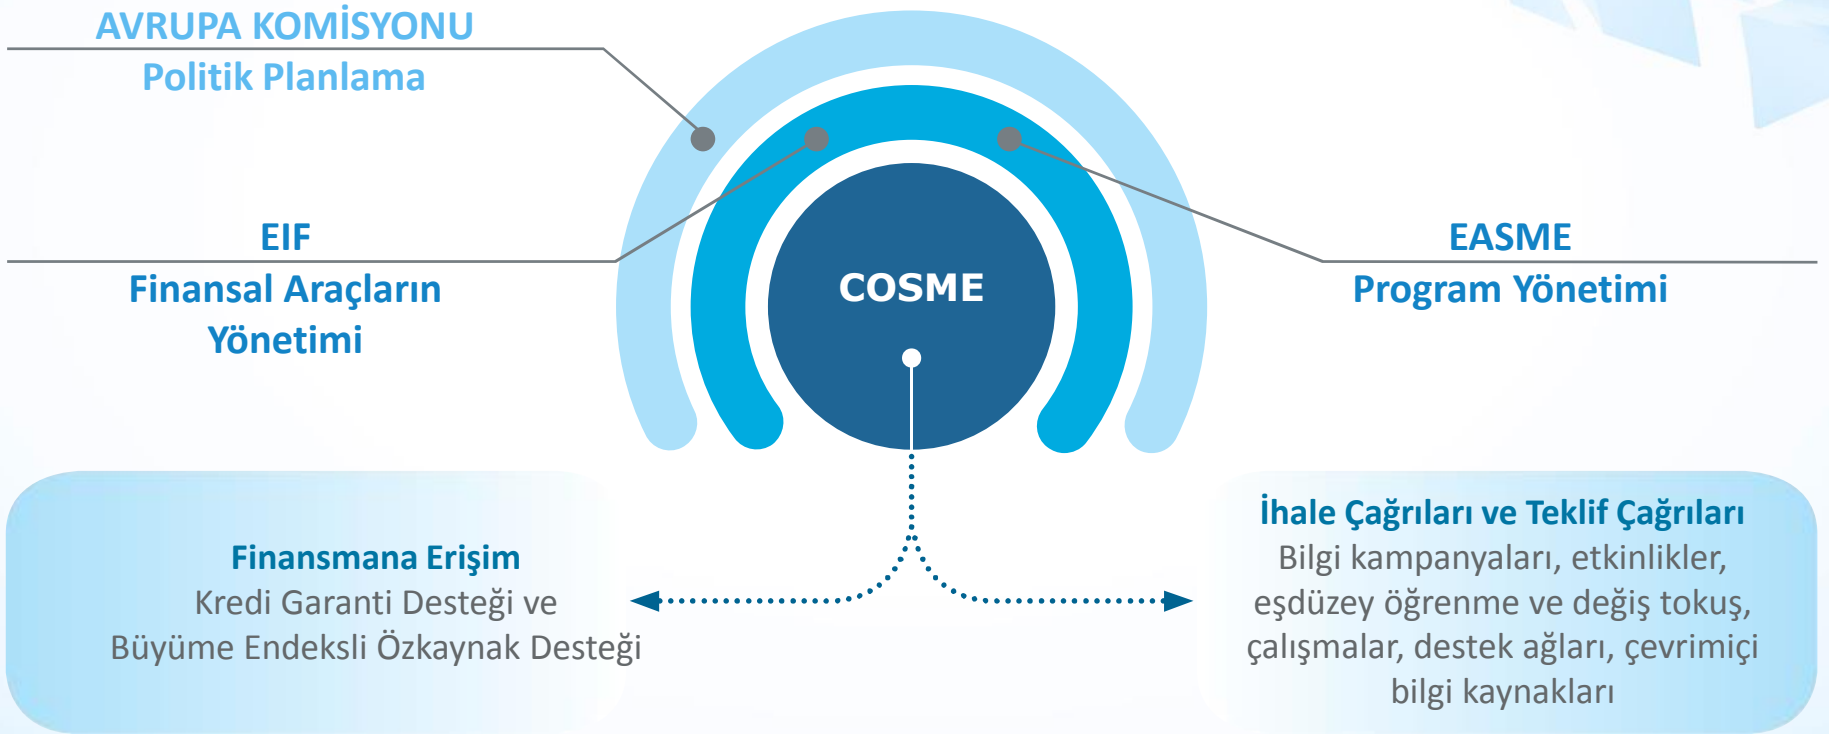 AVRUPA KOMİSYONU
Politik Planlama
EIF
Finansal Araçların
Yönetimi
COSME
EASME
Program Yönetimi
Finansmana Erişim
Kredi Garanti Desteği ve
Büyüme Endeksli Özkaynak Desteği
İhale Çağrıları ve Teklif Çağrıları
Bilgi kampanyaları, etkinlikler,
eşdüzey öğrenme ve değiş tokuş,
çalışmalar, destek ağları, çevrimiçi
bilgi kaynakları